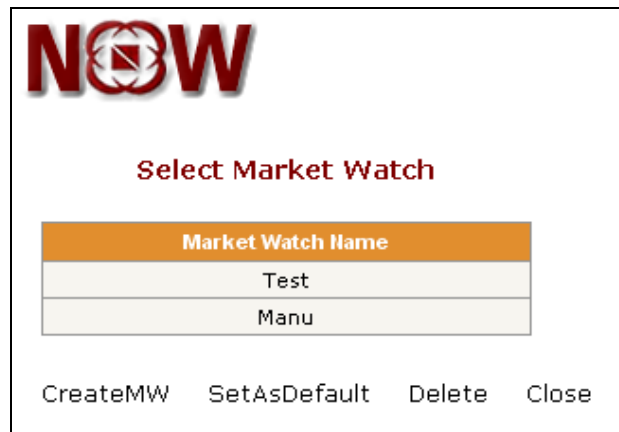 NOW
Select Market Watch
Market Watch Name
Test
Manu
CreateMW SetAsDefault Delete Close